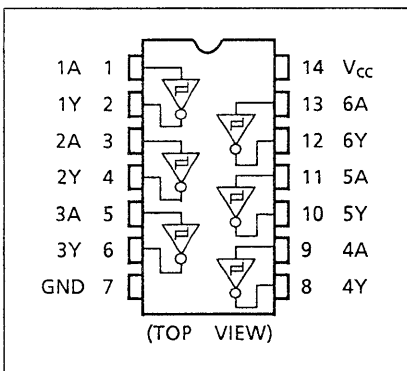 1A 1 14 VCC
1Y 2 13 6A
2A 3 12 6Y
2Y 4 11 5A
3A 5 10 5Y
3Y 6 9 4A
GND 7 8 4Y
(TOP VIEW)